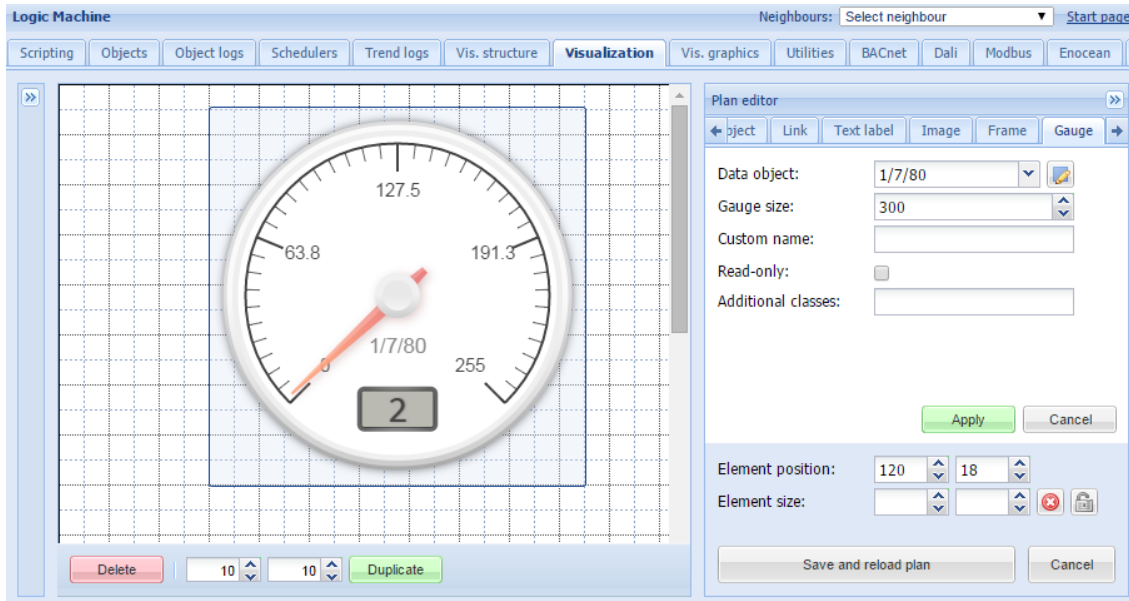 Logic Machine
Neighbours: Select neighbour Start page
Scripting Objects Object logs Schedulers Trend logs Vis. structure Visualization Vis. graphics Utilities BACnet Dali Modbus Enocean
Plan editor
oject Link Text label Image Frame Gauge
Data object: 1/7/80
Gauge size: 300
Custom name:
Read-only:
Additional classes:
Apply Cancel
Element position: 120 18
Element size:
Save and reload plan Cancel
127.5
63.8 191.3
1/7/80
0 255
2
Delete 10 10 Duplicate